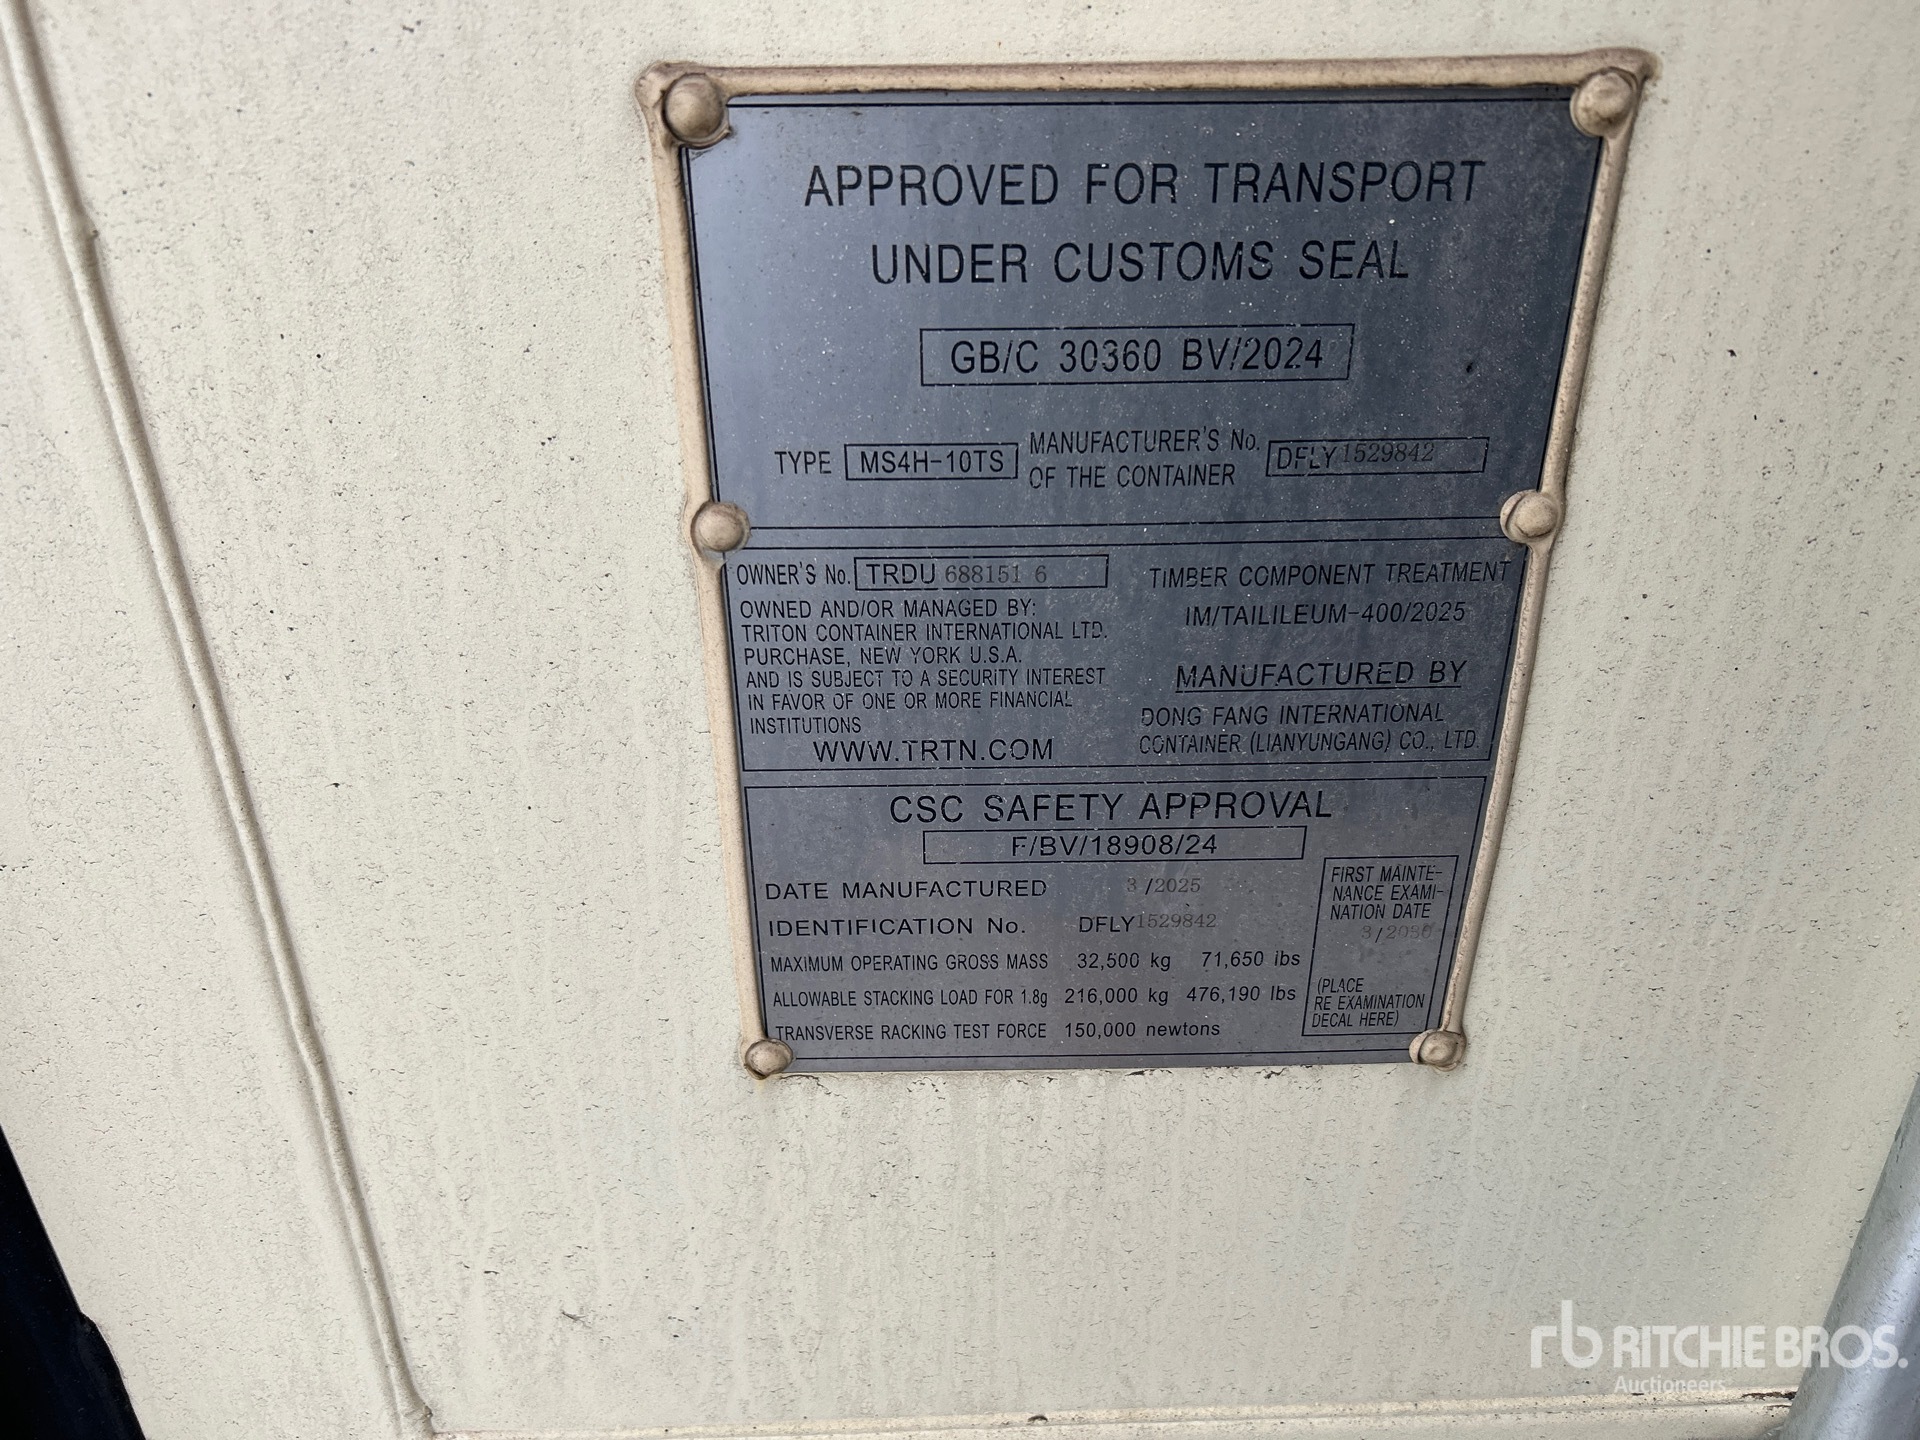 APPROVED FOR TRANSPORT
UNDER CUSTOMS SEAL
GB/C 30360 BV/2024
TYPE MS4H-10TS MANUFACTURER'S No. OF THE CONTAINER DFLY1529842
OWNER'S No. TRDU 688151 6
OWNED AND/OR MANAGED BY:
TRITON CONTAINER INTERNATIONAL LTD.
PURCHASE, NEW YORK U.S.A.
AND IS SUBJECT TO A SECURITY INTEREST
IN FAVOR OF ONE OR MORE FINANCIAL
INSTITUTIONS
WWW.TRTN.COM
TIMBER COMPONENT TREATMENT
IM/TAILILEUM-400/2025
MANUFACTURED BY
DONG FANG INTERNATIONAL
CONTAINER (LIANYUNGANG) CO., LTD.
CSC SAFETY APPROVAL
F/BV/18908/24
DATE MANUFACTURED 3/2025
IDENTIFICATION No. DFLY1529842
MAXIMUM OPERATING GROSS MASS 32,500 kg 71,650 lbs
ALLOWABLE STACKING LOAD FOR 1.8g 216,000 kg 476,190 lbs
TRANSVERSE RACKING TEST FORCE 150,000 newtons
FIRST MAINTE-
NANCE EXAMI-
NATION DATE
3/2030
(PLACE
RE EXAMINATION
DECAL HERE)
rb RITCHIE BROS.
Auctioneers